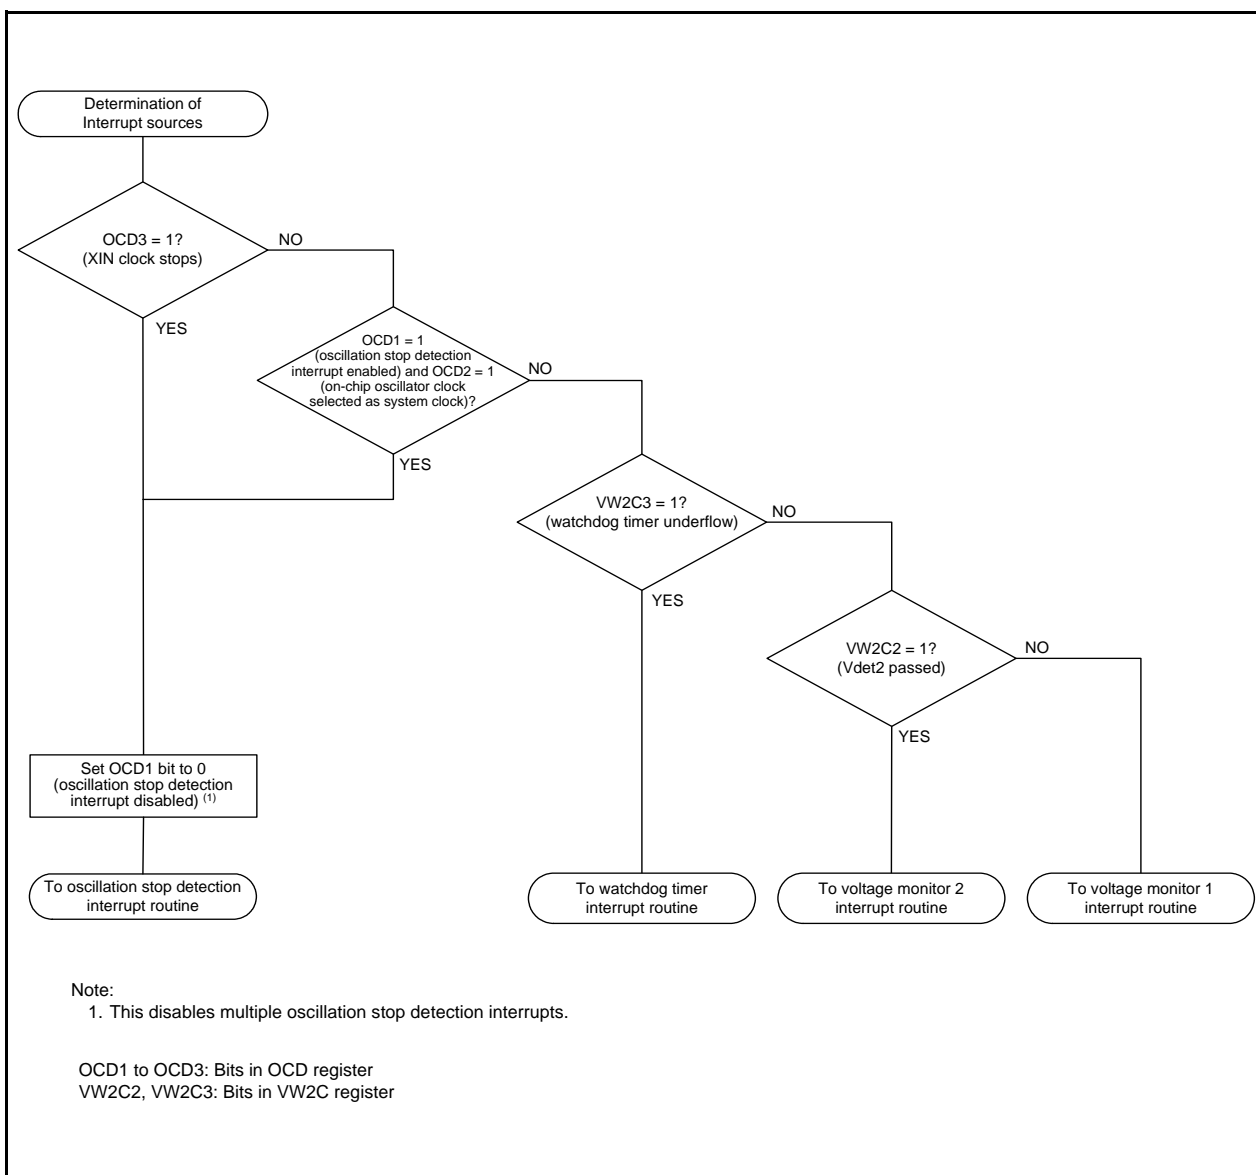 Determination of
Interrupt sources
OCD3 = 1?
(XIN clock stops)
NO
YES
OCD1 = 1
(oscillation stop detection
interrupt enabled) and OCD2 = 1
(on-chip oscillator clock
selected as system clock)?
NO
YES
VW2C3 = 1?
(watchdog timer underflow)
NO
YES
VW2C2 = 1?
(Vdet2 passed)
NO
YES
Set OCD1 bit to 0
(oscillation stop detection
interrupt disabled) (1)
To oscillation stop detection
interrupt routine
To watchdog timer
interrupt routine
To voltage monitor 2
interrupt routine
To voltage monitor 1
interrupt routine
Note:
1. This disables multiple oscillation stop detection interrupts.
OCD1 to OCD3: Bits in OCD register
VW2C2, VW2C3: Bits in VW2C register